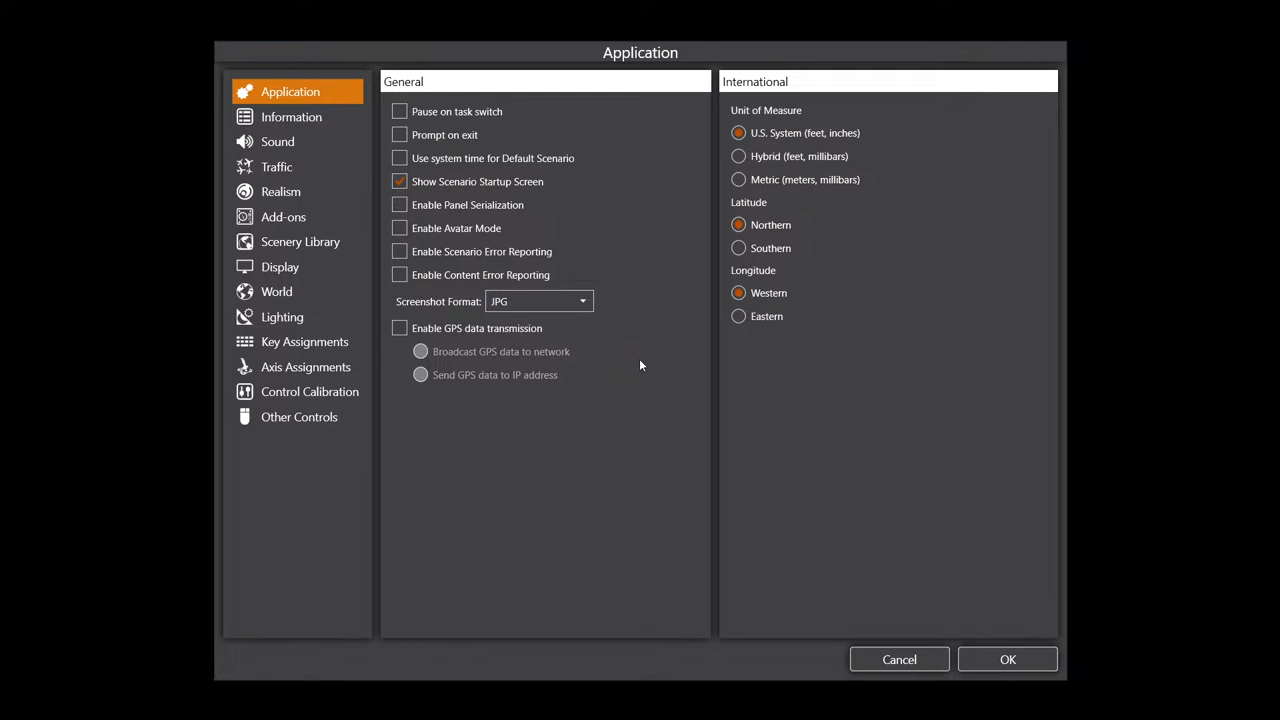 Application
Application
Information
Sound
Traffic
Realism
Add-ons
Scenery Library
Display
World
Lighting
Key Assignments
Axis Assignments
Control Calibration
Other Controls
General
Pause on task switch
Prompt on exit
Use system time for Default Scenario
Show Scenario Startup Screen
Enable Panel Serialization
Enable Avatar Mode
Enable Scenario Error Reporting
Enable Content Error Reporting
Screenshot Format: JPG
Enable GPS data transmission
Broadcast GPS data to network
Send GPS data to IP address
International
Unit of Measure
U.S. System (feet, inches)
Hybrid (feet, millibars)
Metric (meters, millibars)
Latitude
Northern
Southern
Longitude
Western
Eastern
Cancel
OK